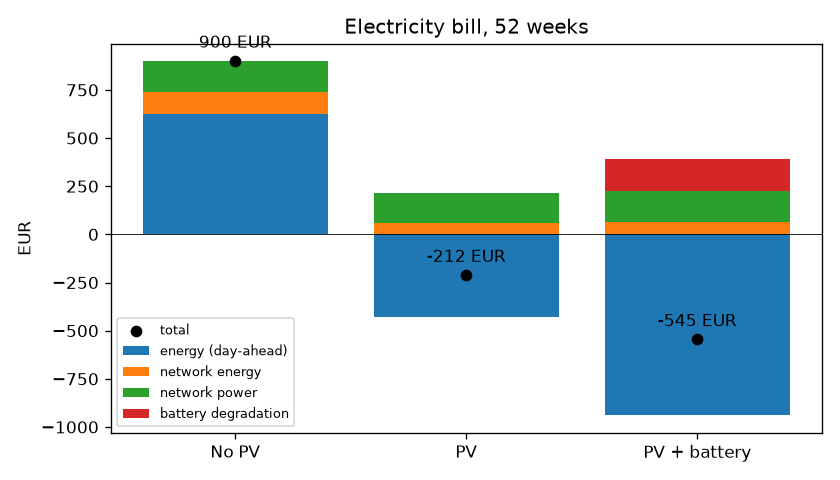 Electricity bill, 52 weeks
900 EUR
750
500
250
0
−250
−500
−750
−1000
EUR
-212 EUR
-545 EUR
total
energy (day-ahead)
network energy
network power
battery degradation
No PV
PV
PV + battery